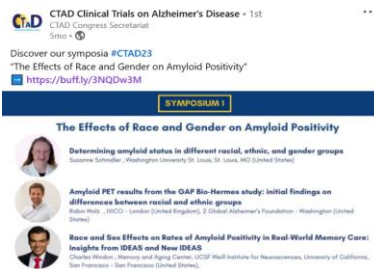 CTAD Clinical Trials on Alzheimer's Disease • 1st
CTAD Congress Secretariat
5mo •
Discover our symposia #CTAD23
"The Effects of Race and Gender on Amyloid Positivity"
https://buff.ly/3NQDw3M
SYMPOSIUM I
The Effects of Race and Gender on Amyloid Positivity
Determining amyloid status in different racial, ethnic, and gender groups
Suzanne Schindler, Washington University St. Louis, St. Louis, MO (United States)
Amyloid PET results from the GAP Bio-Hermes study: initial findings on
differences between racial and ethnic groups
Robin Wolz, IXICO - London (United Kingdom), 2 Global Alzheimer's Foundation - Washington (United
States)
Race and Sex Effects on Rates of Amyloid Positivity in Real-World Memory Care:
Insights from IDEAS and New IDEAS
Charles Windon, Memory and Aging Center, UCSF Weill Institute for Neurosciences, University of California,
San Francisco - San Francisco (United States),